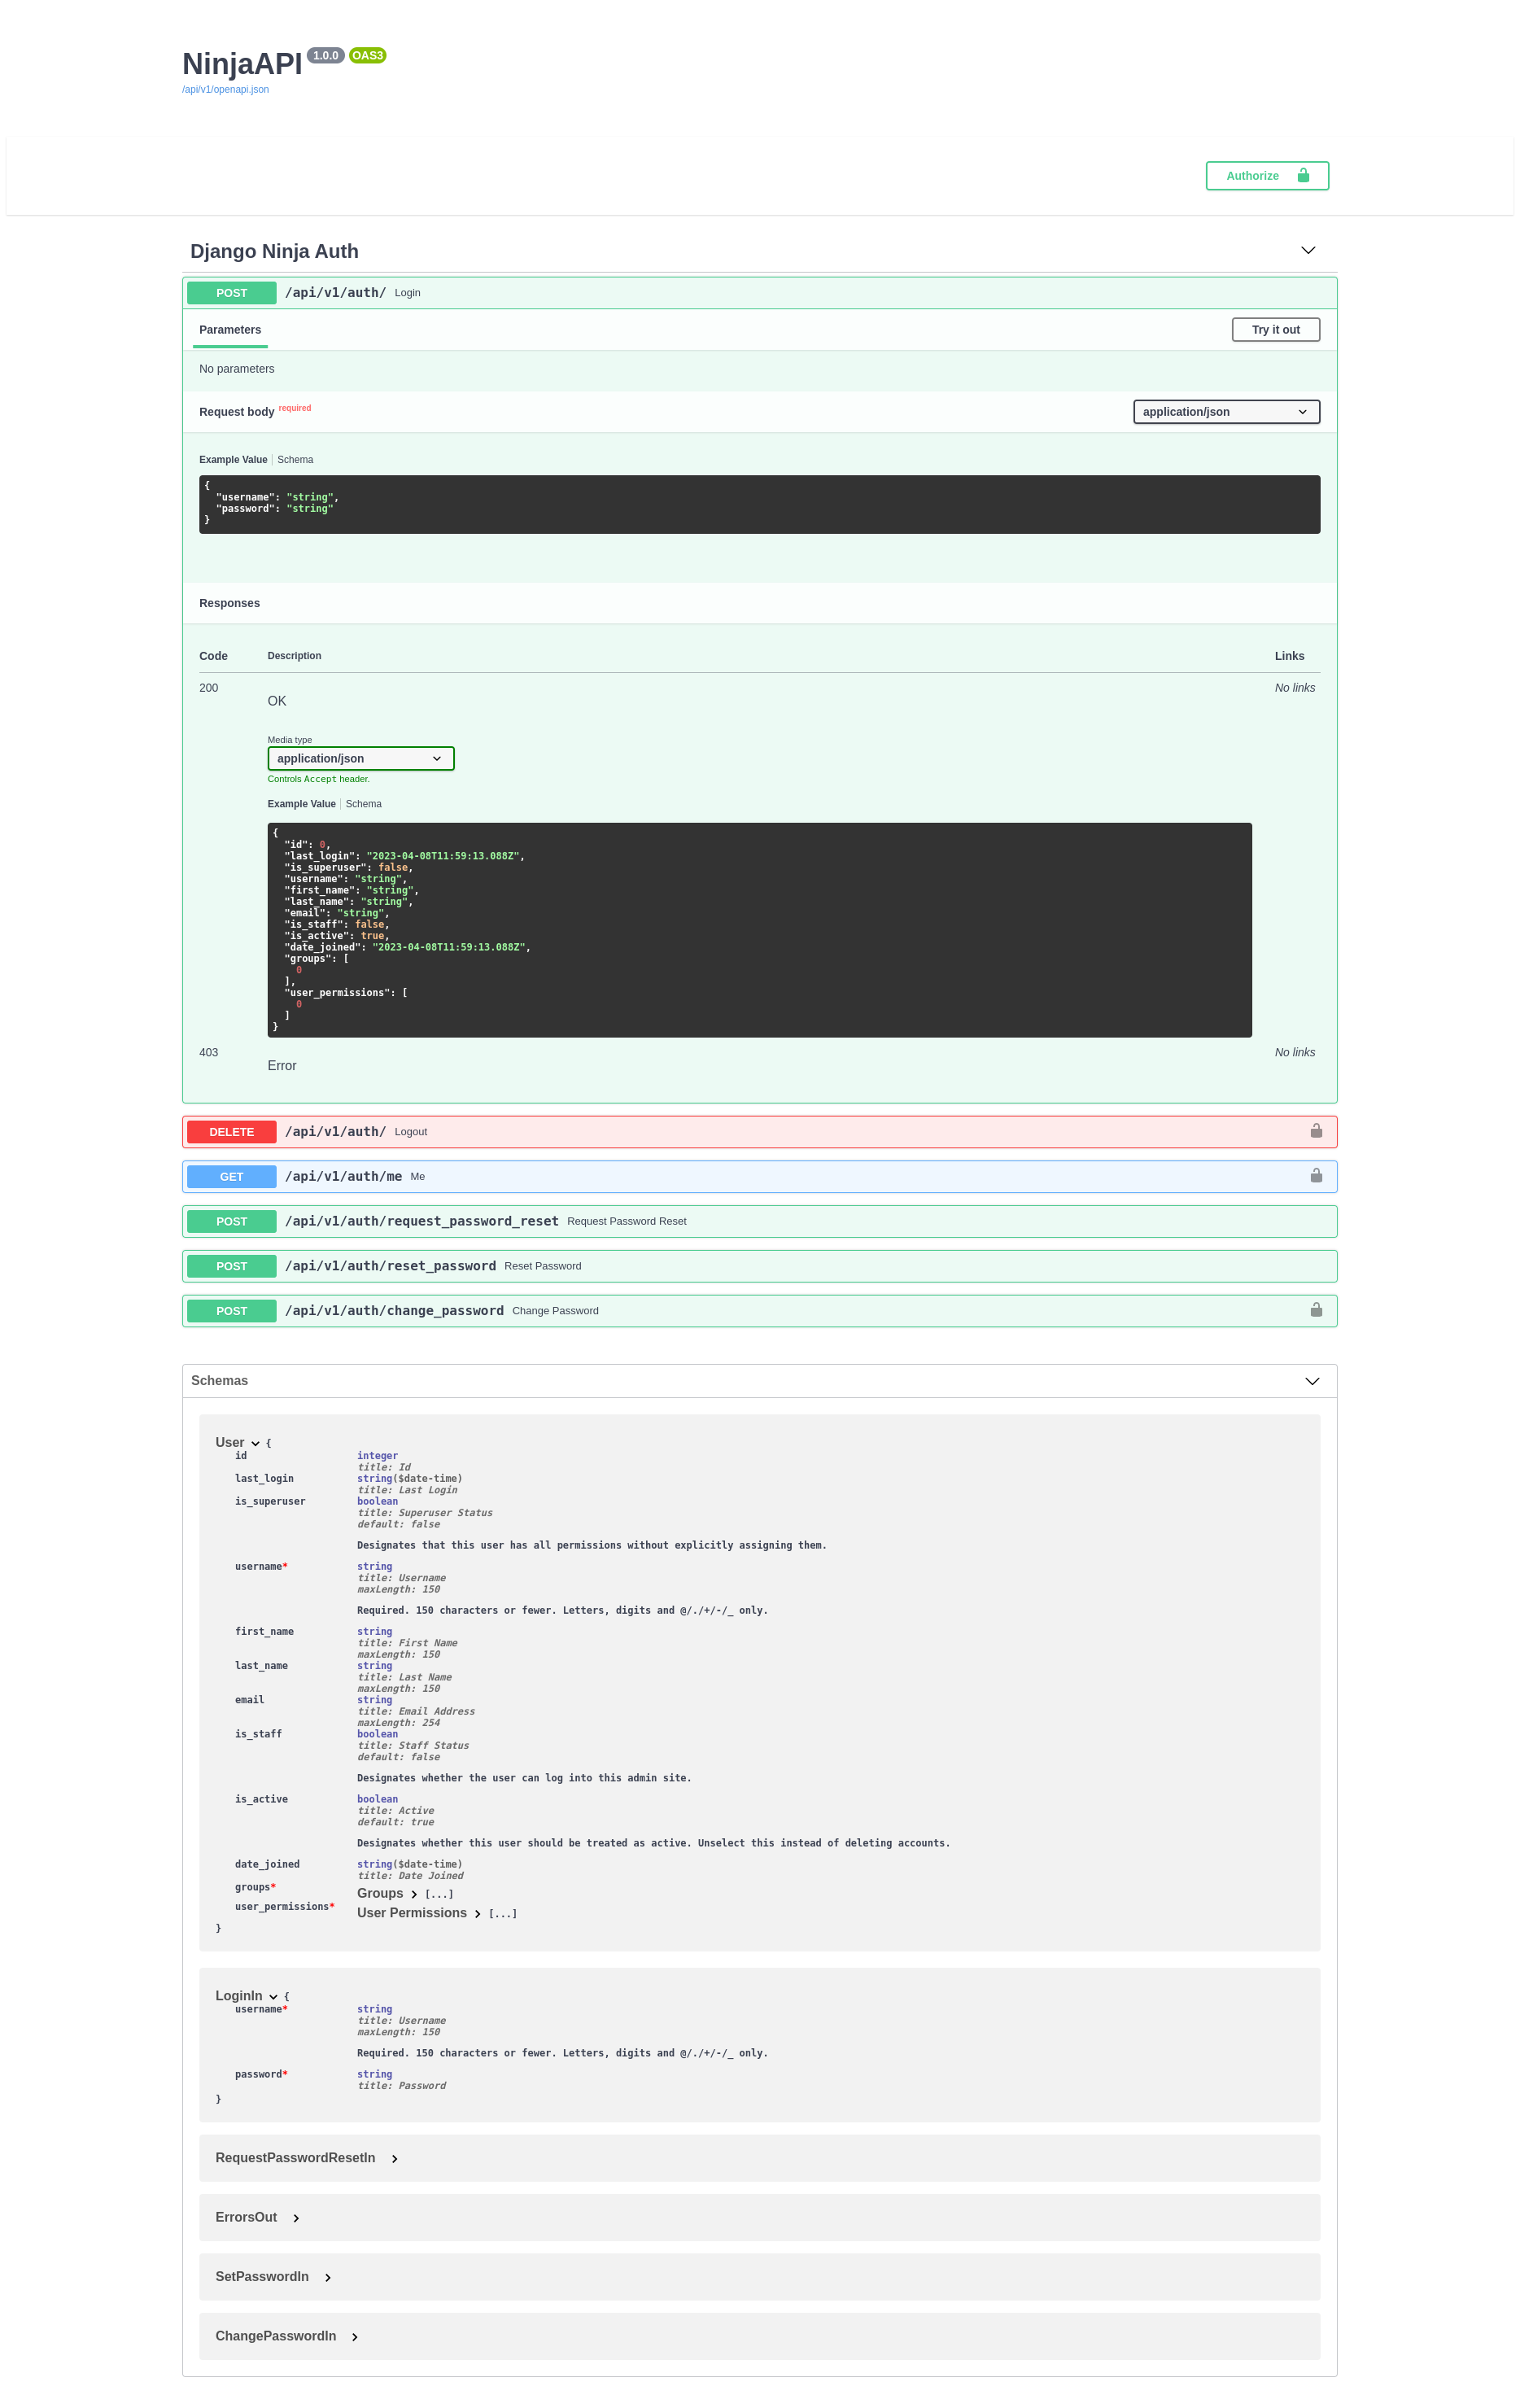 NinjaAPI 1.0.0 OAS3
/api/v1/openapi.json
Authorize
Django Ninja Auth
POST /api/v1/auth/ Login
Parameters Try it out
No parameters
Request body required application/json
Example Value Schema
{
"username": "string",
"password": "string"
}
Responses
Code Description Links
200 OK No links
Media type
application/json
Controls Accept header.
Example Value Schema
{
"id": 0,
"last_login": "2023-04-08T11:59:13.088Z",
"is_superuser": false,
"username": "string",
"first_name": "string",
"last_name": "string",
"email": "string",
"is_staff": false,
"is_active": true,
"date_joined": "2023-04-08T11:59:13.088Z",
"groups": [
0
],
"user_permissions": [
0
]
}
403 Error No links
DELETE /api/v1/auth/ Logout
GET /api/v1/auth/me Me
POST /api/v1/auth/request_password_reset Request Password Reset
POST /api/v1/auth/reset_password Reset Password
POST /api/v1/auth/change_password Change Password
Schemas
User {
id integer
title: Id
last_login string($date-time)
title: Last Login
is_superuser boolean
title: Superuser Status
default: false
Designates that this user has all permissions without explicitly assigning them.
username* string
title: Username
maxLength: 150
Required. 150 characters or fewer. Letters, digits and @/./+/-/_ only.
first_name string
title: First Name
maxLength: 150
last_name string
title: Last Name
maxLength: 150
email string
title: Email Address
maxLength: 254
is_staff boolean
title: Staff Status
default: false
Designates whether the user can log into this admin site.
is_active boolean
title: Active
default: true
Designates whether this user should be treated as active. Unselect this instead of deleting accounts.
date_joined string($date-time)
title: Date Joined
groups* Groups [...]
user_permissions* User Permissions [...]
}
LoginIn {
username* string
title: Username
maxLength: 150
Required. 150 characters or fewer. Letters, digits and @/./+/-/_ only.
password* string
title: Password
}
RequestPasswordResetIn
ErrorsOut
SetPasswordIn
ChangePasswordIn